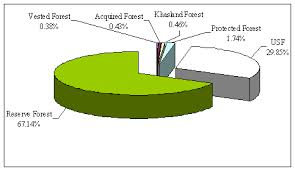 Vested Forest
0.38%
Acquired Forest
0.43%
Khasland Forest
0.46%
Protected Forest
1.74%
USF
29.85%
Reserve Forest
67.14%